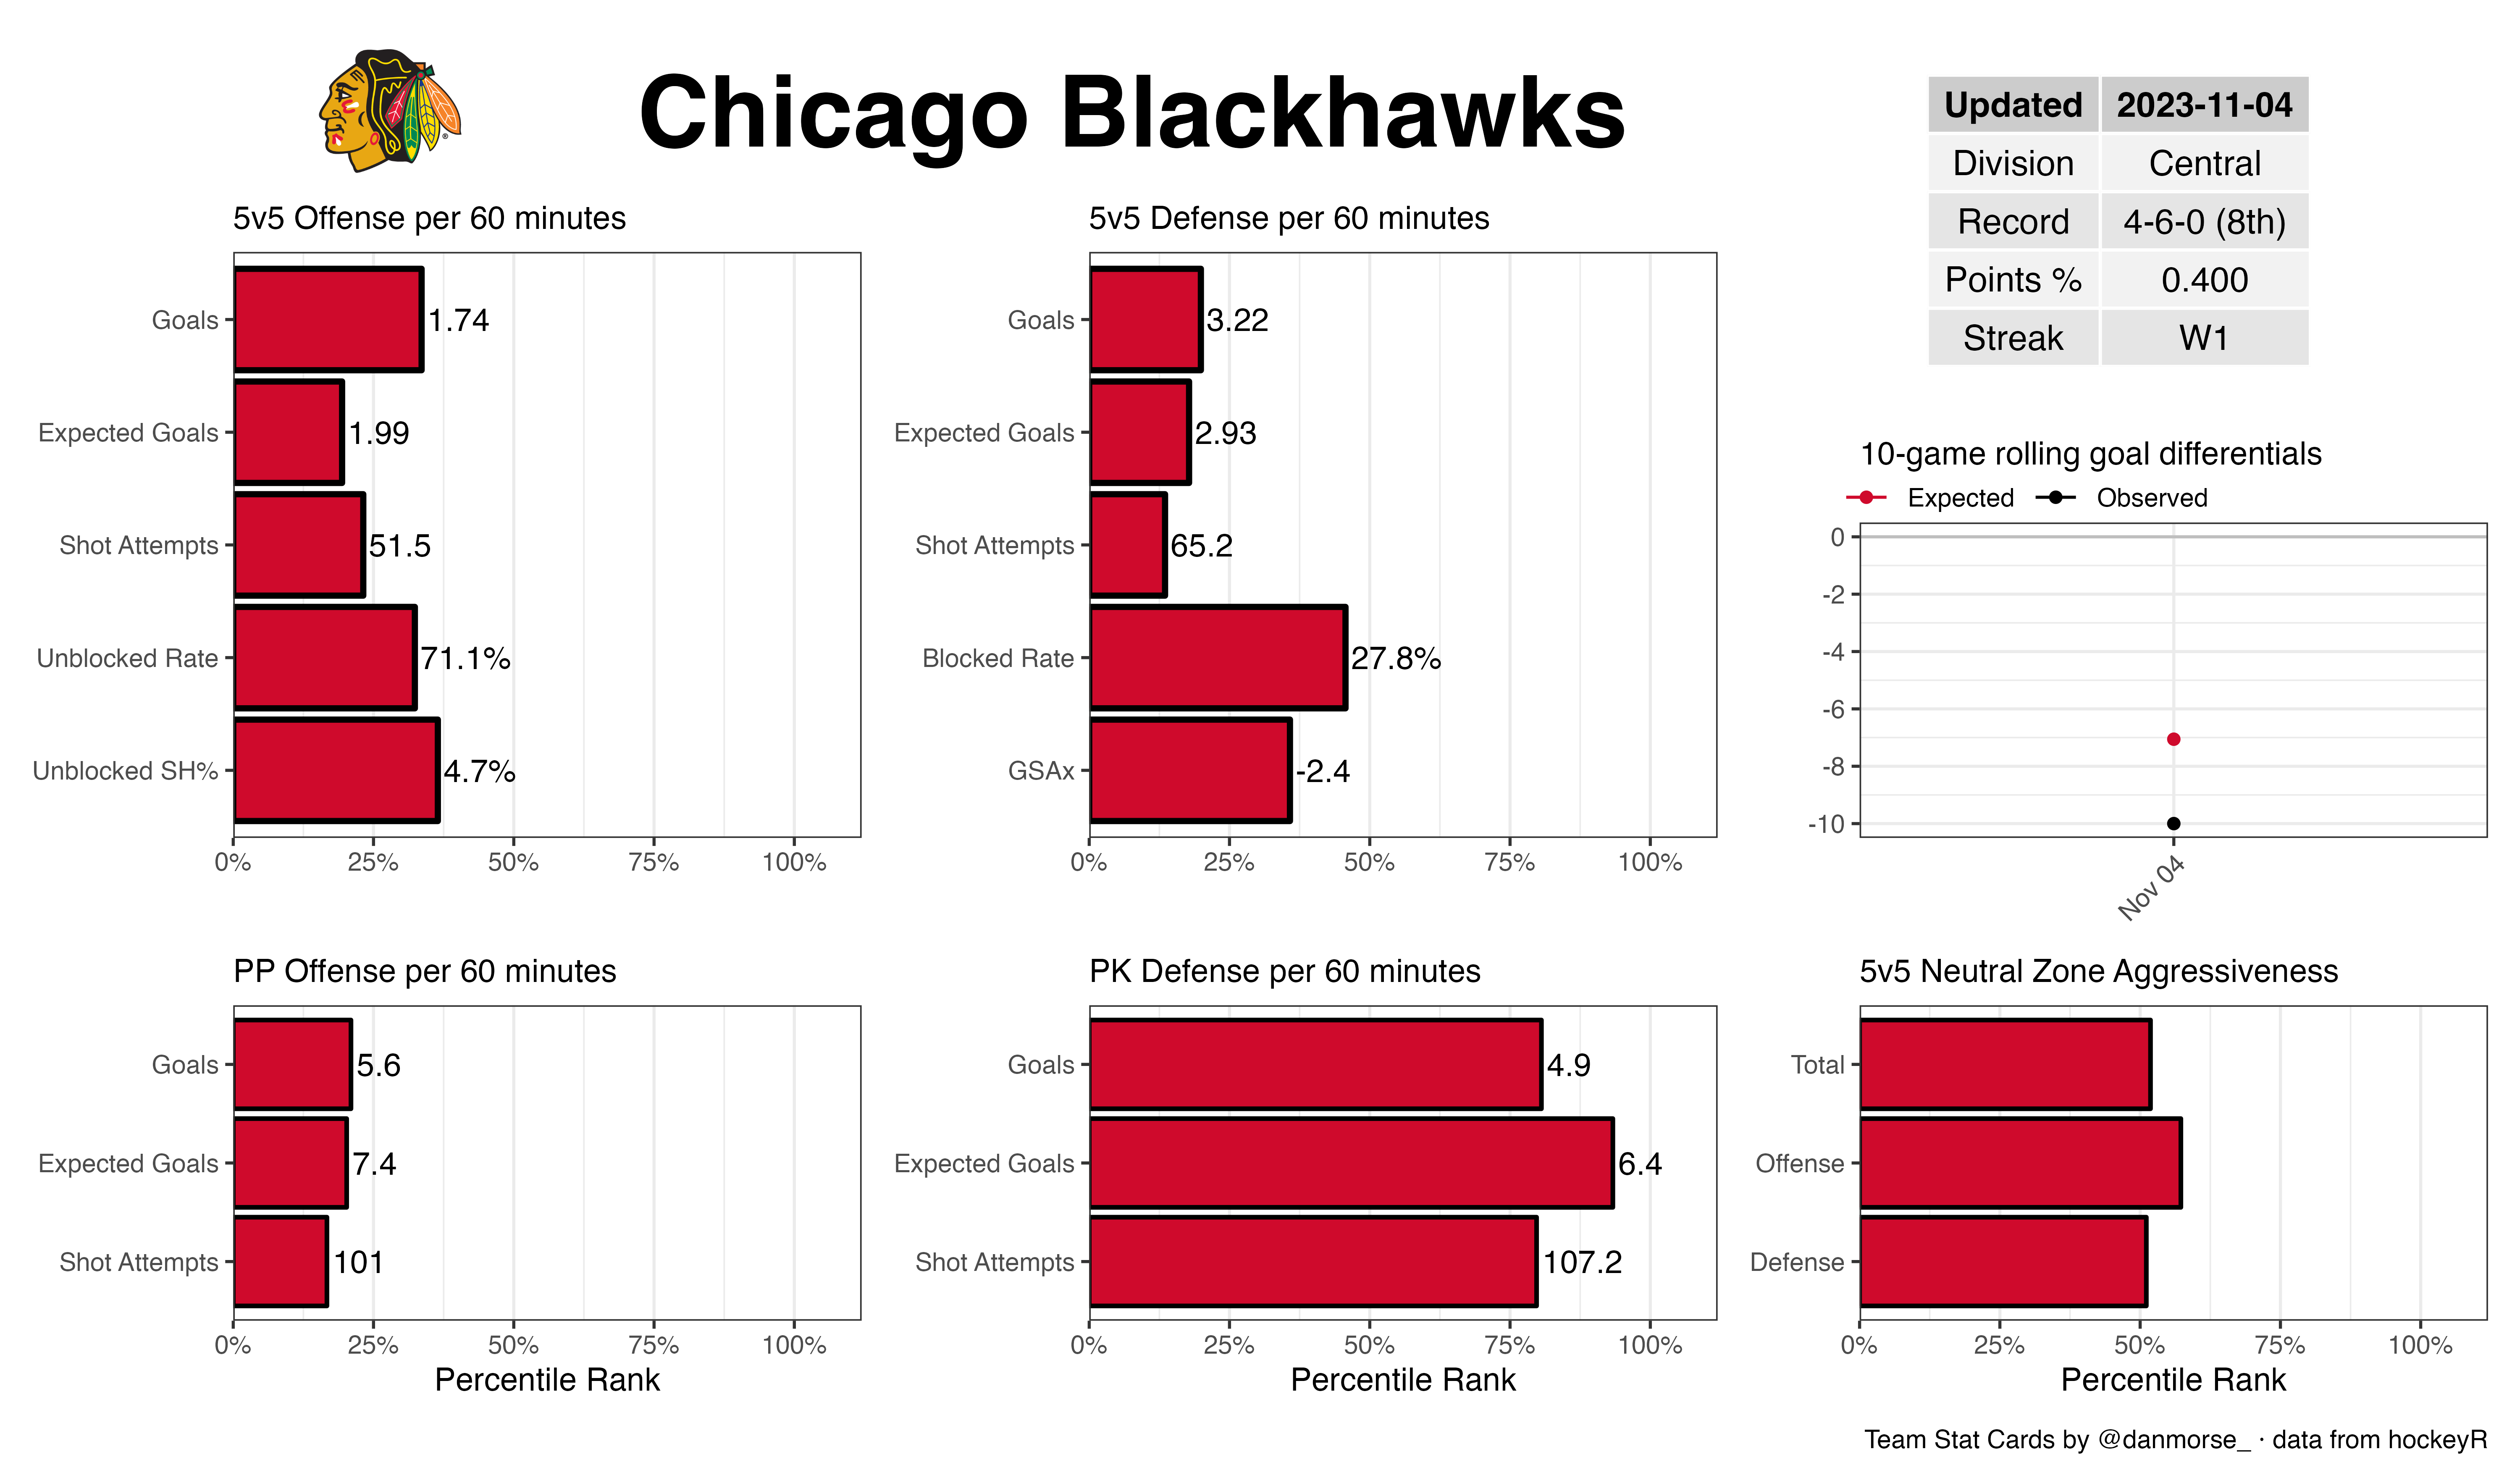 Chicago Blackhawks
Updated 2023-11-04
Division Central
Record 4-6-0 (8th)
Points % 0.400
Streak W1
5v5 Offense per 60 minutes
Goals 1.74
Expected Goals 1.99
Shot Attempts 51.5
Unblocked Rate 71.1%
Unblocked SH% 4.7%
0% 25% 50% 75% 100%
5v5 Defense per 60 minutes
Goals 3.22
Expected Goals 2.93
Shot Attempts 65.2
Blocked Rate 27.8%
GSAx -2.4
0% 25% 50% 75% 100%
10-game rolling goal differentials
Expected Observed
0
-2
-4
-6
-8
-10
Nov 04
PP Offense per 60 minutes
Goals 5.6
Expected Goals 7.4
Shot Attempts 101
0% 25% 50% 75% 100%
Percentile Rank
PK Defense per 60 minutes
Goals 4.9
Expected Goals 6.4
Shot Attempts 107.2
0% 25% 50% 75% 100%
Percentile Rank
5v5 Neutral Zone Aggressiveness
Total
Offense
Defense
0% 25% 50% 75% 100%
Percentile Rank
Team Stat Cards by @danmorse_ · data from hockeyR